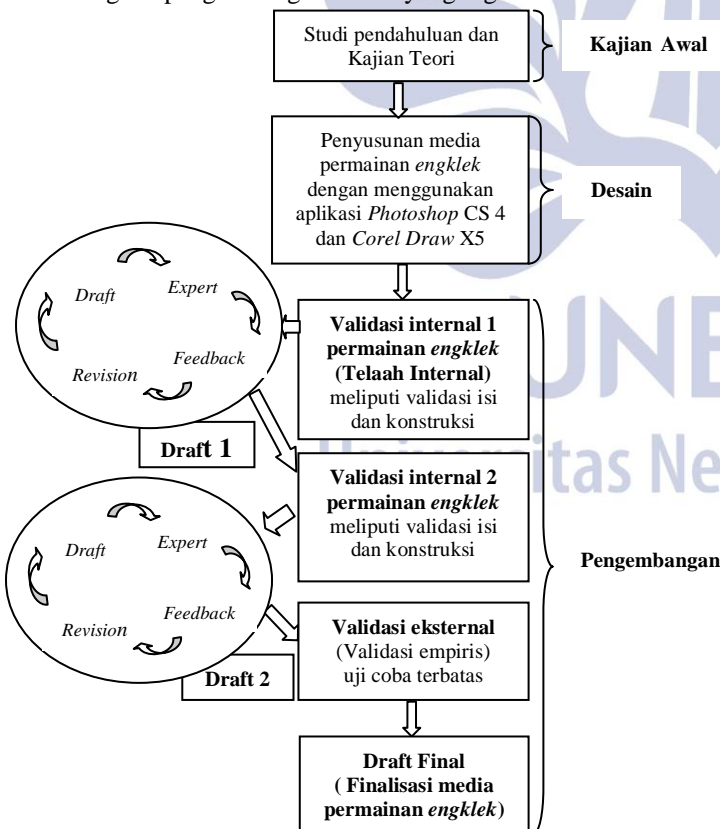 Studi pendahuluan dan
Kajian Teori
Kajian Awal
Penyusunan media
permainan engklek
dengan menggunakan
aplikasi Photoshop CS 4
dan Corel Draw X5
Desain
Draft
Expert
Feedback
Revision
Validasi internal 1
permainan engklek
(Telaah Internal)
meliputi validasi isi
dan konstruksi
Draft 1
Validasi internal 2
permainan engklek
meliputi validasi isi
dan konstruksi
Draft
Expert
Feedback
Revision
Pengembangan
Draft 2
Validasi eksternal
(Validasi empiris)
uji coba terbatas
Draft Final
( Finalisasi media
permainan engklek)
UNE
itas Ne